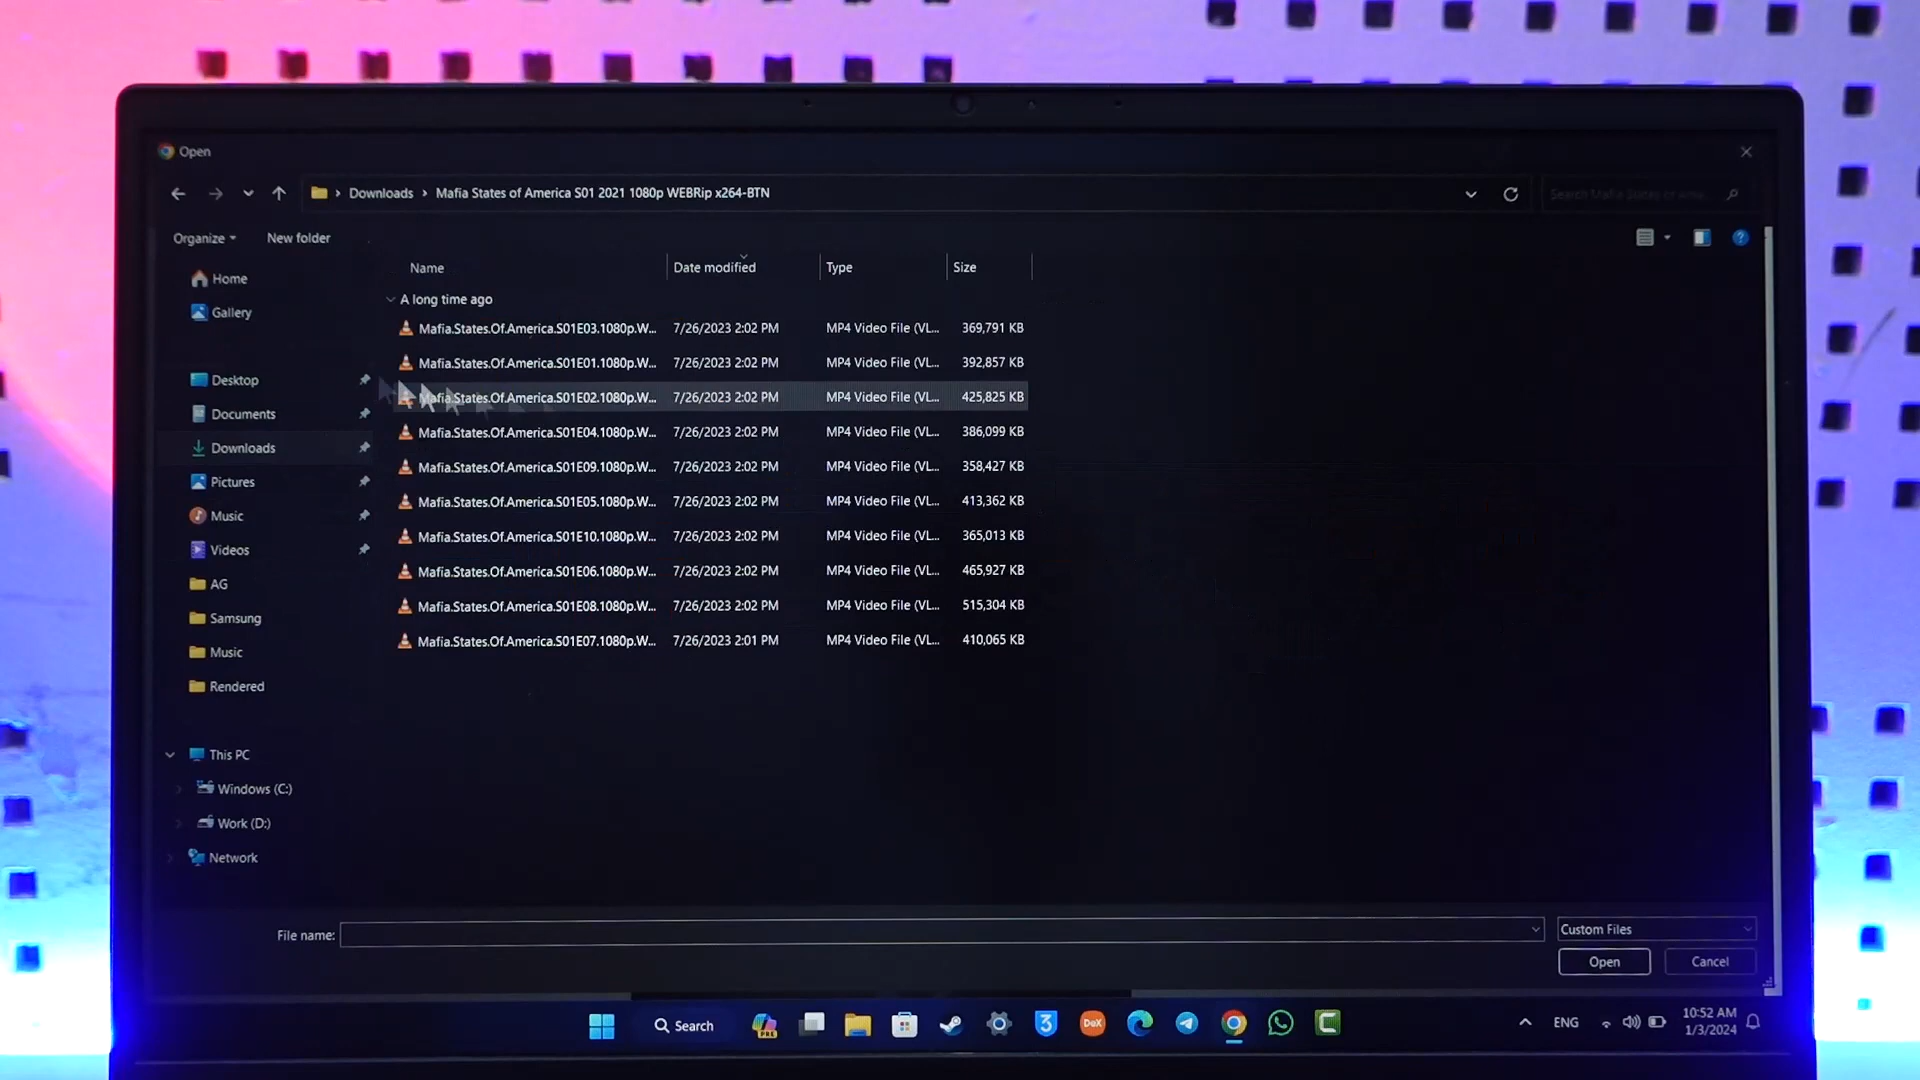 Open
Downloads > Mafia States of America S01 2021 1080p WEBRip x264-BTN
Search Mafia States of Ame...
Organize
New folder
Name
Date modified
Type
Size
A long time ago
Mafia.States.Of.America.S01E03.1080p.W... 7/26/2023 2:02 PM MP4 Video File (VL... 369,791 KB
Mafia.States.Of.America.S01E01.1080p.W... 7/26/2023 2:02 PM MP4 Video File (VL... 392,857 KB
Mafia.States.Of.America.S01E02.1080p.W... 7/26/2023 2:02 PM MP4 Video File (VL... 425,825 KB
Mafia.States.Of.America.S01E04.1080p.W... 7/26/2023 2:02 PM MP4 Video File (VL... 386,099 KB
Mafia.States.Of.America.S01E09.1080p.W... 7/26/2023 2:02 PM MP4 Video File (VL... 358,427 KB
Mafia.States.Of.America.S01E05.1080p.W... 7/26/2023 2:02 PM MP4 Video File (VL... 413,362 KB
Mafia.States.Of.America.S01E10.1080p.W... 7/26/2023 2:02 PM MP4 Video File (VL... 365,013 KB
Mafia.States.Of.America.S01E06.1080p.W... 7/26/2023 2:02 PM MP4 Video File (VL... 465,927 KB
Mafia.States.Of.America.S01E08.1080p.W... 7/26/2023 2:02 PM MP4 Video File (VL... 515,304 KB
Mafia.States.Of.America.S01E07.1080p.W... 7/26/2023 2:01 PM MP4 Video File (VL... 410,065 KB
Home
Gallery
Desktop
Documents
Downloads
Pictures
Music
Videos
AG
Samsung
Music
Rendered
This PC
Windows (C:)
Work (D:)
Network
File name:
Custom Files
Open
Cancel
Search
PRE
3
DeX
C
ENG
10:52 AM
1/3/2024